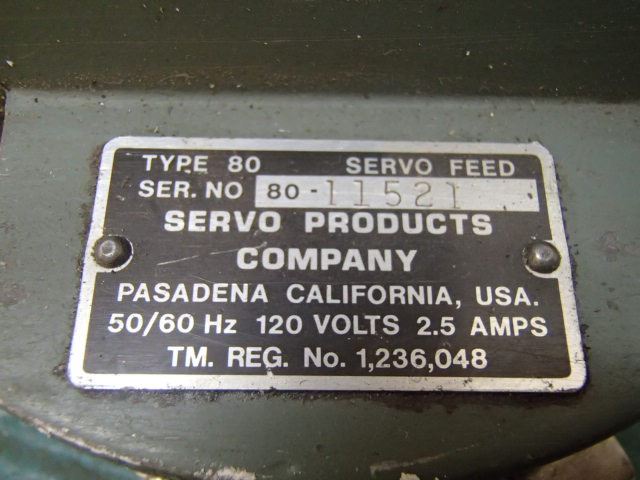 TYPE 80 SERVO FEED
SER. NO 80-11521
SERVO PRODUCTS
COMPANY
PASADENA CALIFORNIA, USA.
50/60 Hz 120 VOLTS 2.5 AMPS
TM. REG. No. 1,236,048